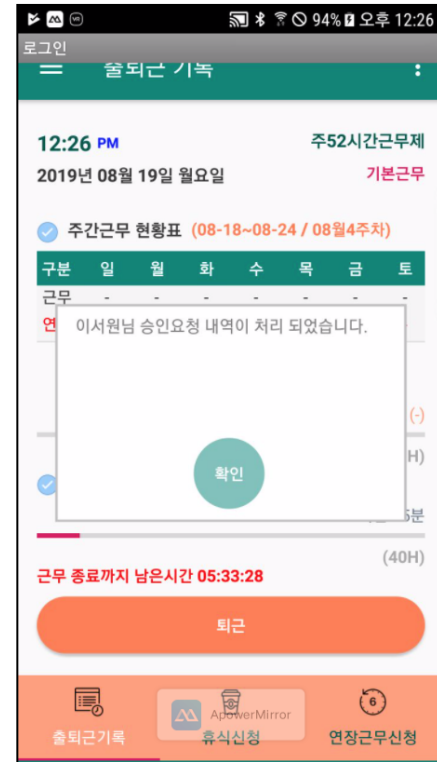 94% 오후 12:26
로그인
출퇴근 기록
12:26 PM
주52시간근무제
2019년 08월 19일 월요일
기본근무
주간근무 현황표 (08-18~08-24 / 08월4주차)
구분 일 월 화 수 목 금 토
근무 - - - - - - -
연
이서원님 승인요청 내역이 처리 되었습니다.
(-)
H)
확인
5분
(40H)
근무 종료까지 남은시간 05:33:28
퇴근
6
ApowerMirror
출퇴근기록
휴식신청
연장근무신청